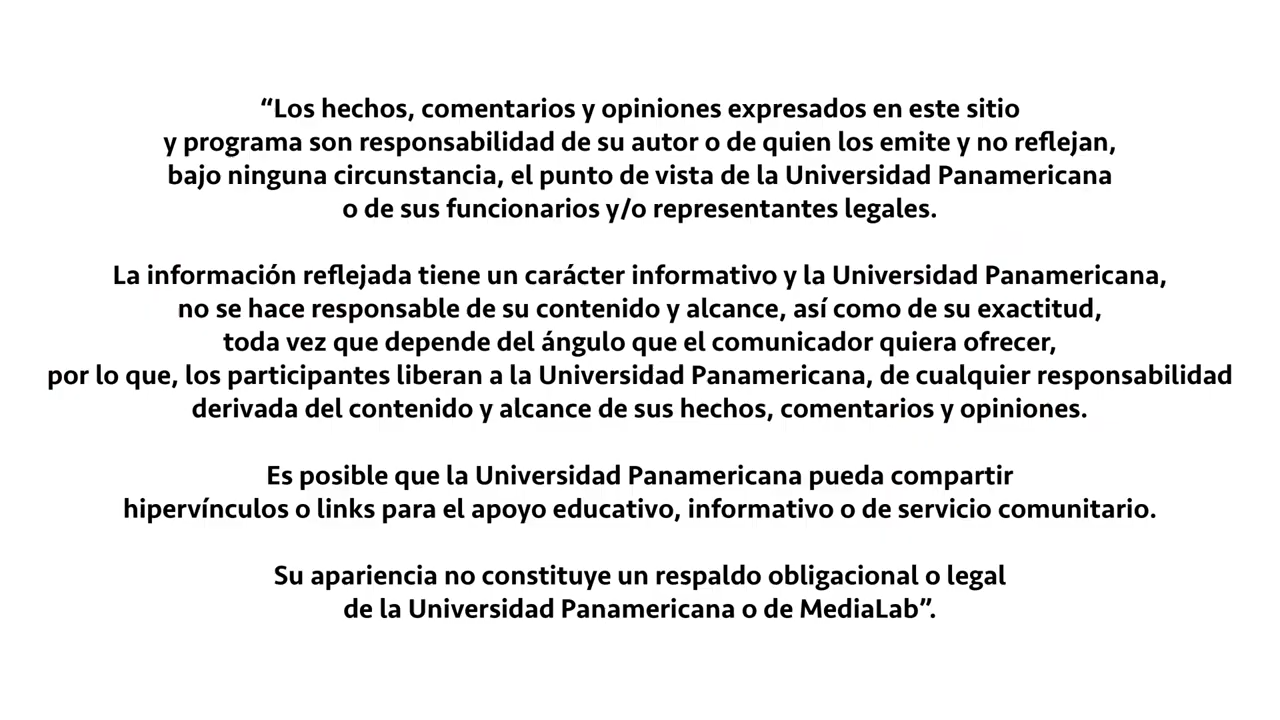 “Los hechos, comentarios y opiniones expresados en este sitio
y programa son responsabilidad de su autor o de quien los emite y no reflejan,
bajo ninguna circunstancia, el punto de vista de la Universidad Panamericana
o de sus funcionarios y/o representantes legales.
La información reflejada tiene un carácter informativo y la Universidad Panamericana,
no se hace responsable de su contenido y alcance, así como de su exactitud,
toda vez que depende del ángulo que el comunicador quiera ofrecer,
por lo que, los participantes liberan a la Universidad Panamericana, de cualquier responsabilidad
derivada del contenido y alcance de sus hechos, comentarios y opiniones.
Es posible que la Universidad Panamericana pueda compartir
hipervínculos o links para el apoyo educativo, informativo o de servicio comunitario.
Su apariencia no constituye un respaldo obligacional o legal
de la Universidad Panamericana o de MediaLab”.